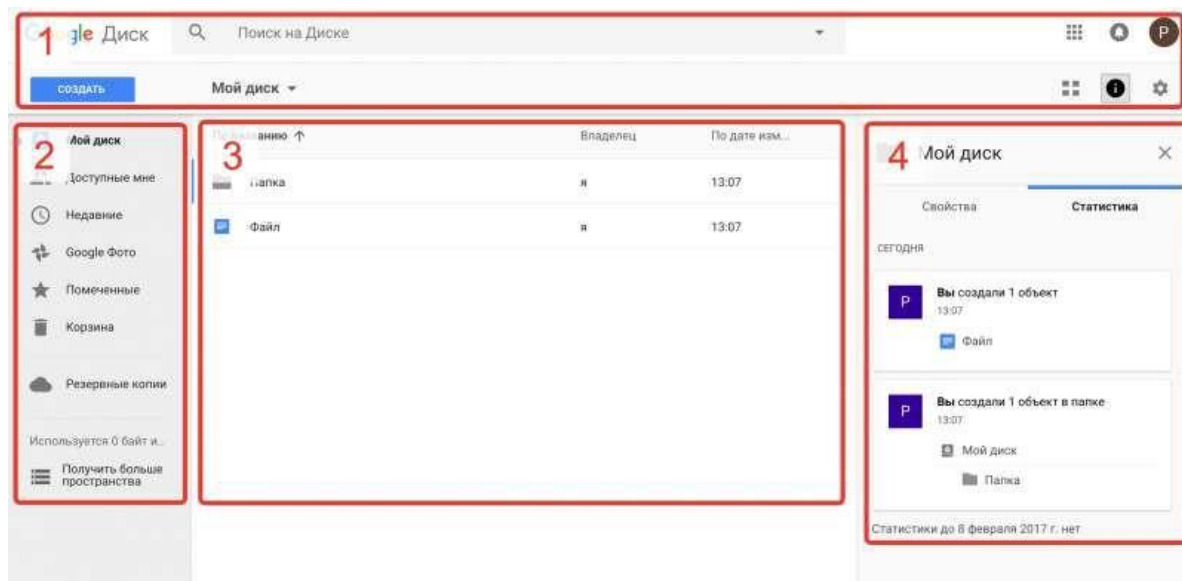 1
gle Диск
Поиск на Диске
P
СОЗДАТЬ
Мой диск
2
Мой диск
Доступные мне
Недавние
Google Фото
Помеченные
Корзина
Резервные копии
Используется 0 байт и...
Получить больше
пространства
3
анию
Владелец
По дате изм...
Папка
я
13:07
Файл
я
13:07
4
Мой диск
Свойства
Статистика
СЕГОДНЯ
P
Вы создали 1 объект
13:07
Файл
P
Вы создали 1 объект в папке
13:07
Мой диск
Папка
Статистики до 8 февраля 2017 г. нет